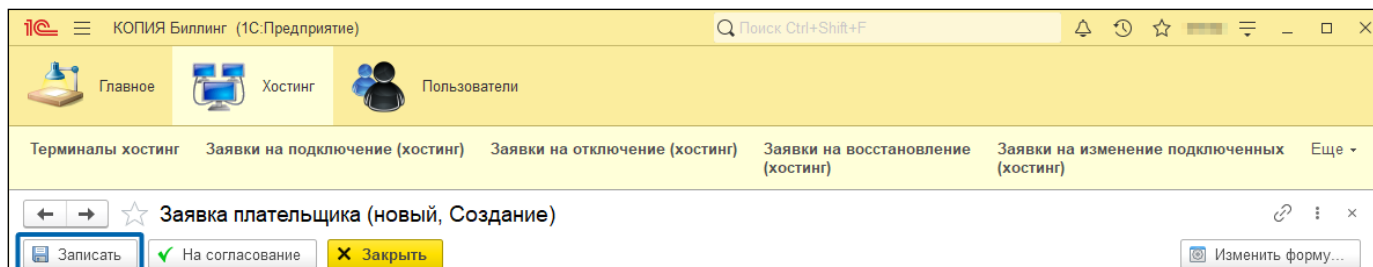 1С КОПИЯ Биллинг (1С:Предприятие) Поиск Ctrl+Shift+F
Главное Хостинг Пользователи
Терминалы хостинг Заявки на подключение (хостинг) Заявки на отключение (хостинг) Заявки на восстановление (хостинг) Заявки на изменение подключенных (хостинг) Еще
Заявка плательщика (новый, Создание)
Записать На согласование Закрыть Изменить форму...